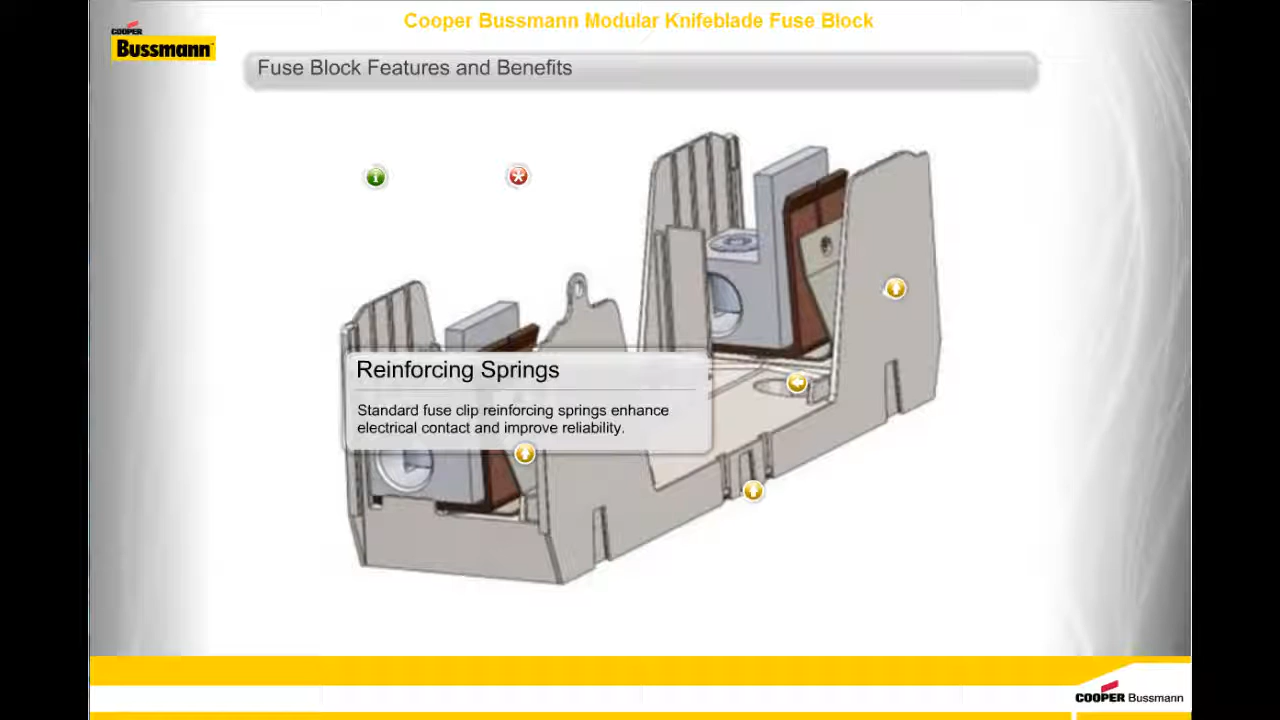 Cooper Bussmann Modular Knifeblade Fuse Block
COOPER
Bussmann
Fuse Block Features and Benefits
Reinforcing Springs
Standard fuse clip reinforcing springs enhance
electrical contact and improve reliability.
COOPER Bussmann